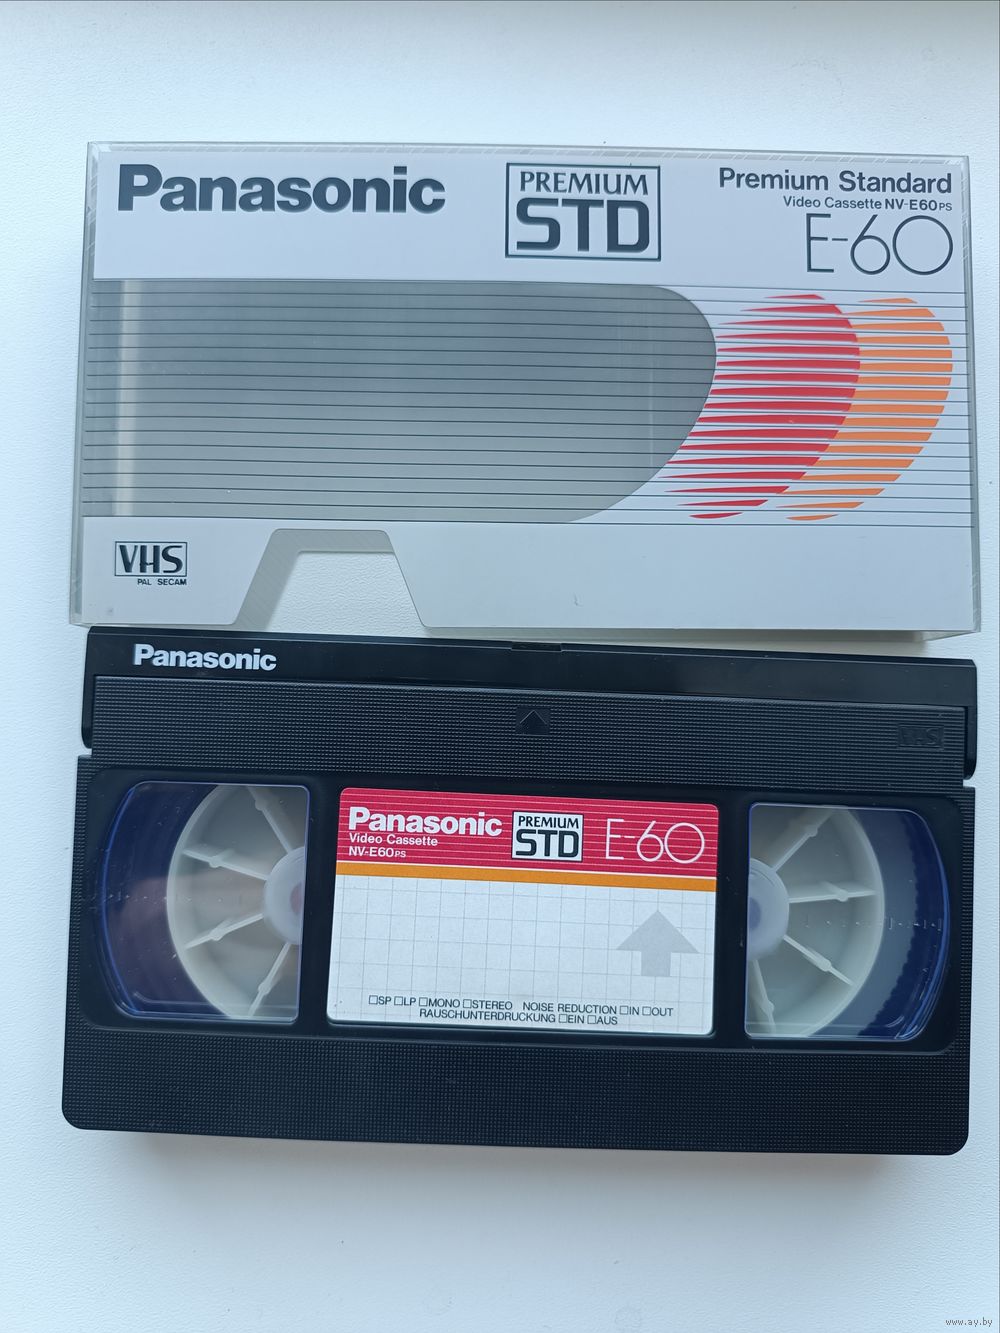 Panasonic
PREMIUM
STD
Premium Standard
Video Cassette NV-E60PS
E-60
VHS
PAL SECAM
Panasonic
VHS
Panasonic
Video Cassette
NV-E60PS
PREMIUM
STD
E-60
□SP □LP □MONO □STEREO NOISE REDUCTION □IN □OUT
RAUSCHUNTERDRUCKUNG □EIN □AUS
www.ay.by